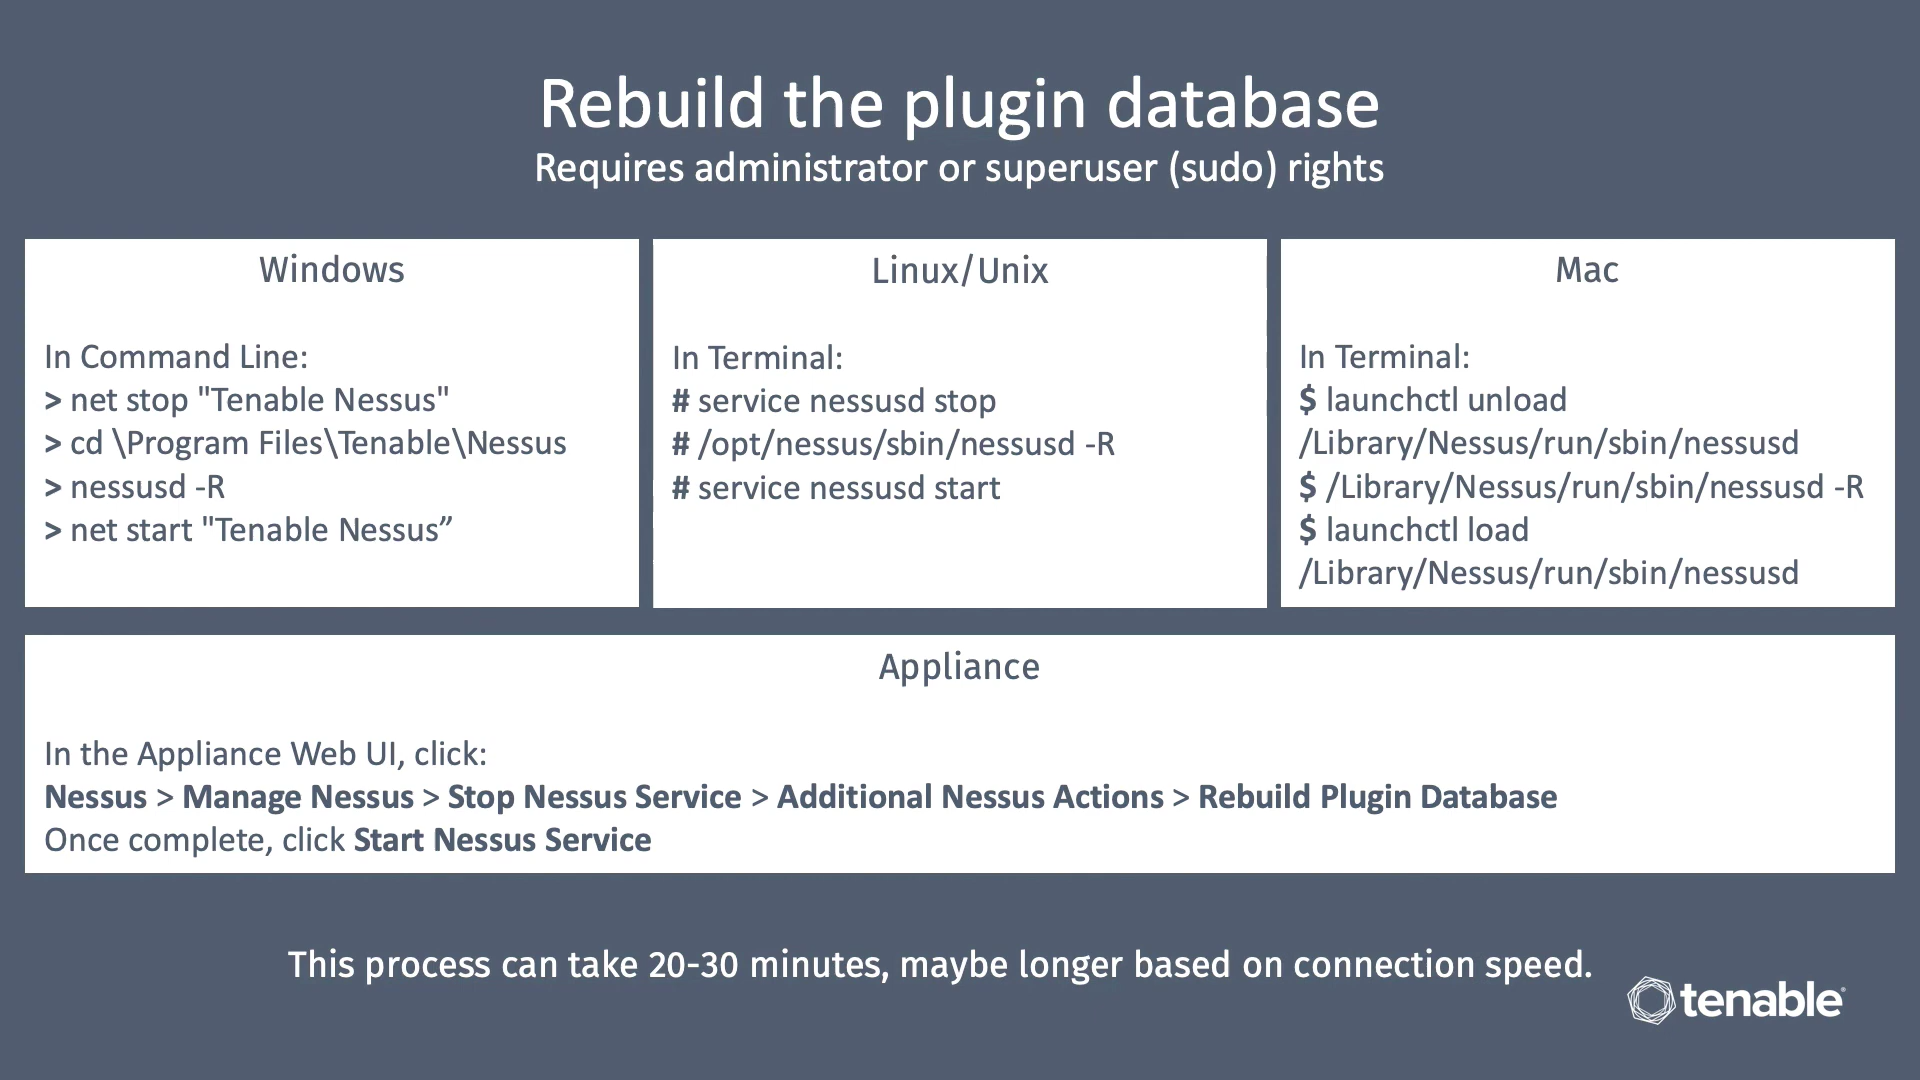 Rebuild the plugin database
Requires administrator or superuser (sudo) rights
Windows
In Command Line:
> net stop "Tenable Nessus"
> cd \Program Files\Tenable\Nessus
> nessusd -R
> net start "Tenable Nessus”
Linux/Unix
In Terminal:
# service nessusd stop
# /opt/nessus/sbin/nessusd -R
# service nessusd start
Mac
In Terminal:
$ launchctl unload
/Library/Nessus/run/sbin/nessusd
$ /Library/Nessus/run/sbin/nessusd -R
$ launchctl load
/Library/Nessus/run/sbin/nessusd
Appliance
In the Appliance Web UI, click:
Nessus > Manage Nessus > Stop Nessus Service > Additional Nessus Actions > Rebuild Plugin Database
Once complete, click Start Nessus Service
This process can take 20-30 minutes, maybe longer based on connection speed.
tenable